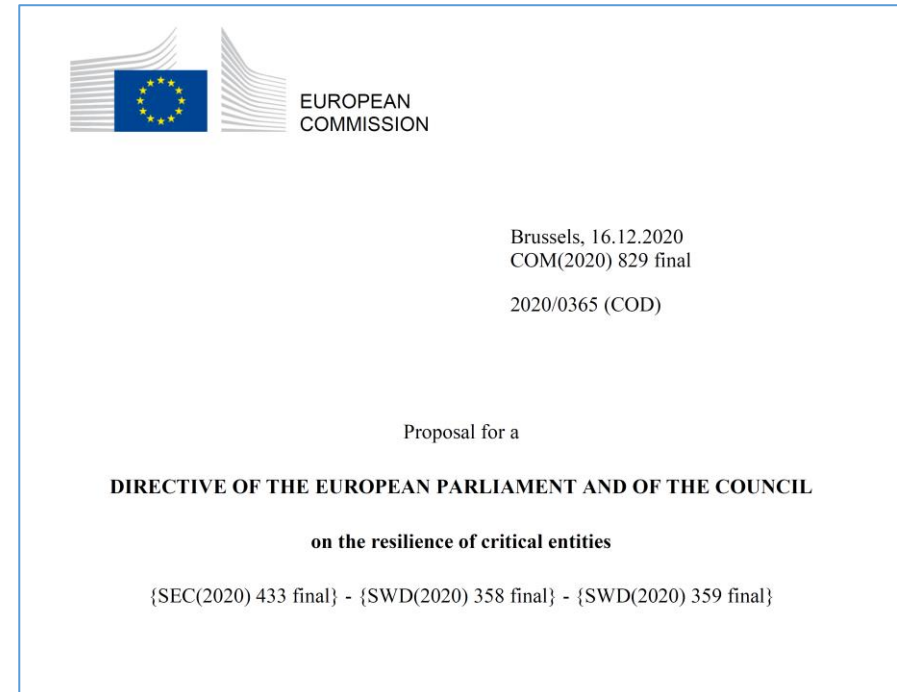 EUROPEAN
COMMISSION
Brussels, 16.12.2020
COM(2020) 829 final
2020/0365 (COD)
Proposal for a
DIRECTIVE OF THE EUROPEAN PARLIAMENT AND OF THE COUNCIL
on the resilience of critical entities
{SEC(2020) 433 final} - {SWD(2020) 358 final} - {SWD(2020) 359 final}